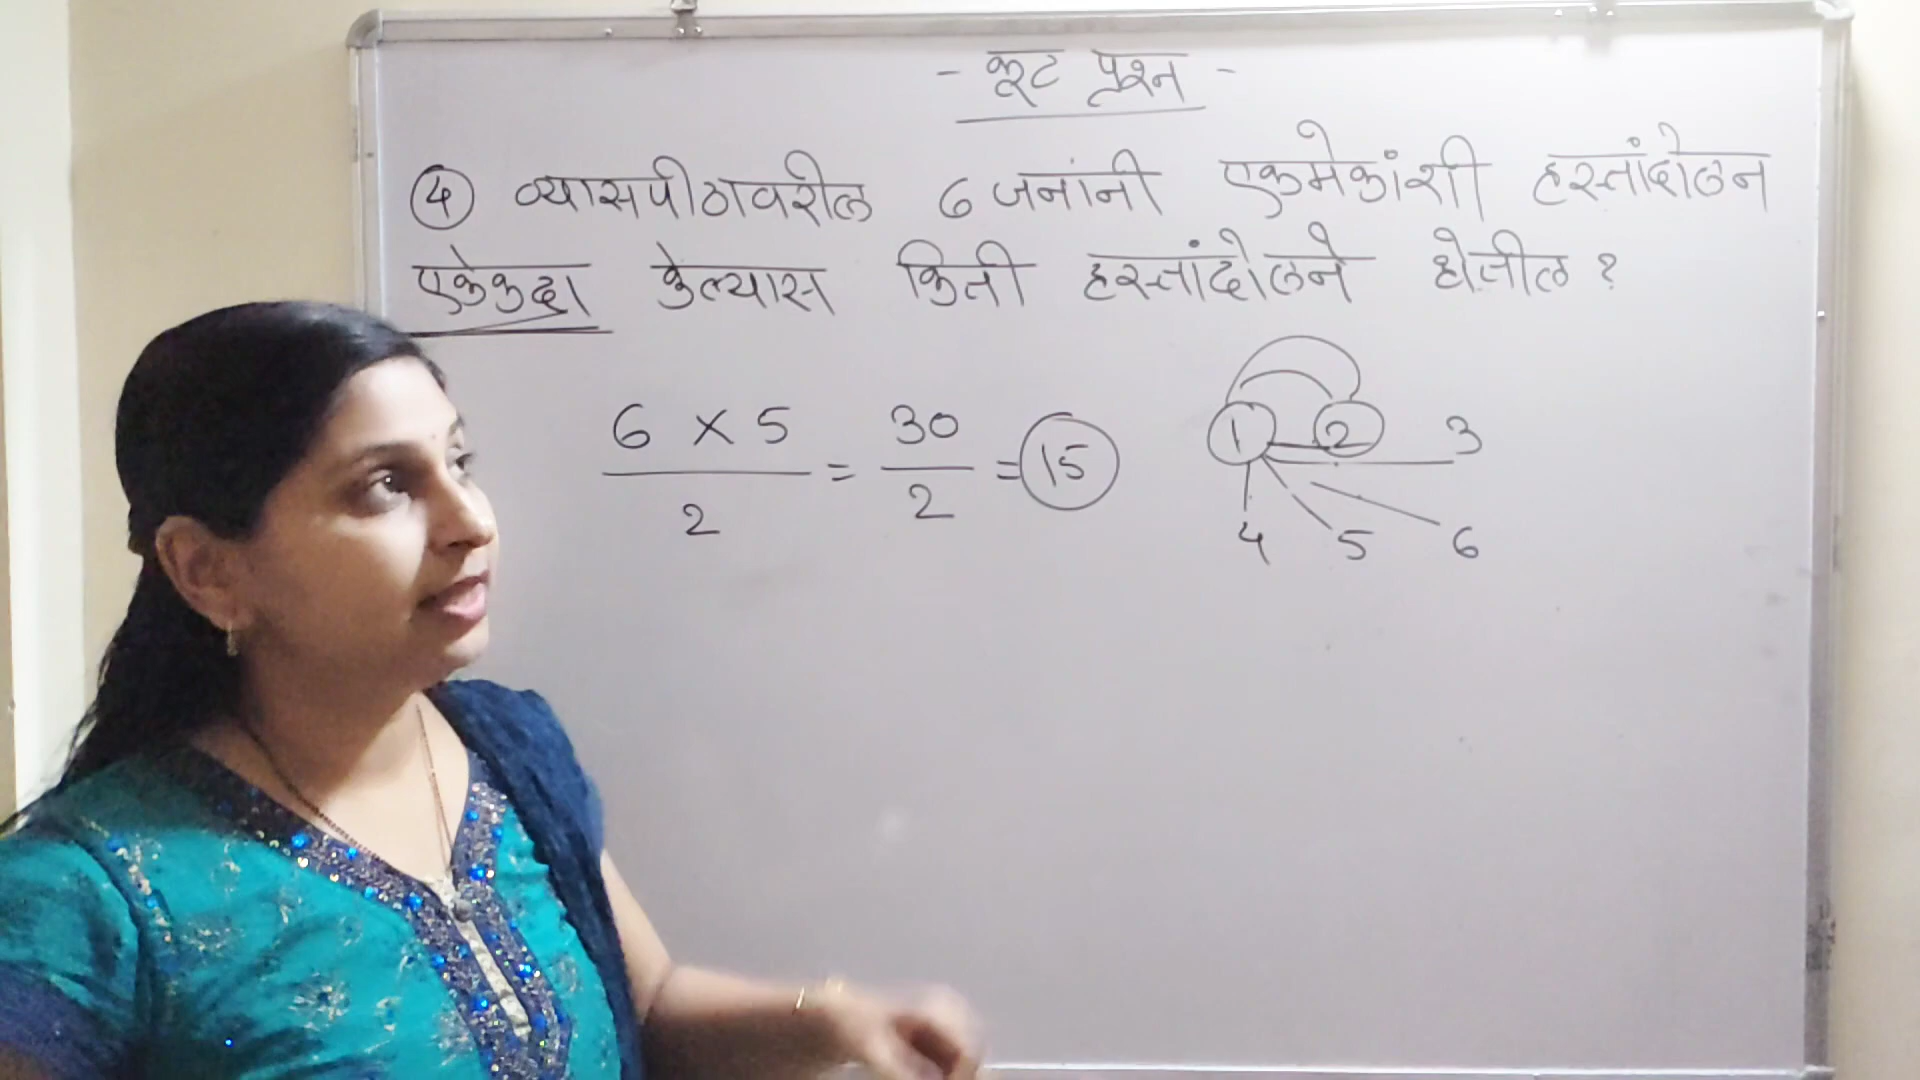 - कूट प्रश्न -
④ व्यासपीठावरील 6 जनांनी एकमेकांशी हस्तांदोलन
एकेकदा केल्यास किती हस्तांदोलने होतील ?
6 x 5 / 2 = 30 / 2 = 15
1 2 3
4 5 6